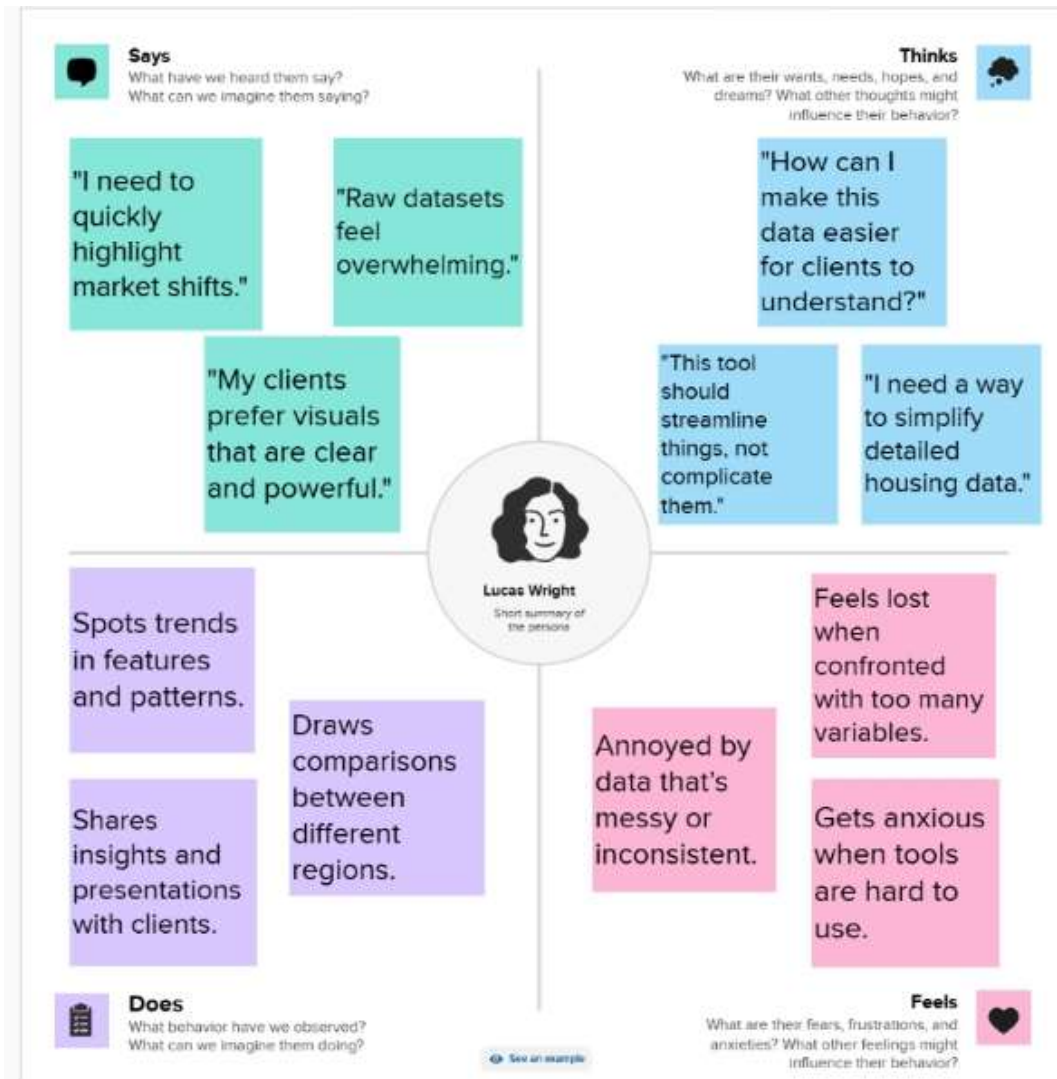 Says
What have we heard them say?
What can we imagine them saying?
"I need to
quickly
highlight
market shifts."
"Raw datasets
feel
overwhelming."
"My clients
prefer visuals
that are clear
and powerful."
Thinks
What are their wants, needs, hopes, and
dreams? What other thoughts might
influence their behavior?
"How can I
make this
data easier
for clients to
understand?"
"This tool
should
streamline
things, not
complicate
them."
"I need a way
to simplify
detailed
housing data."
Lucas Wright
Short summary of
the persona
Spots trends
in features
and patterns.
Draws
comparisons
between
different
regions.
Shares
insights and
presentations
with clients.
Does
What behavior have we observed?
What can we imagine them doing?
Feels lost
when
confronted
with too many
variables.
Annoyed by
data that’s
messy or
inconsistent.
Gets anxious
when tools
are hard to
use.
Feels
What are their fears, frustrations, and
anxieties? What other feelings might
influence their behavior?
See an example